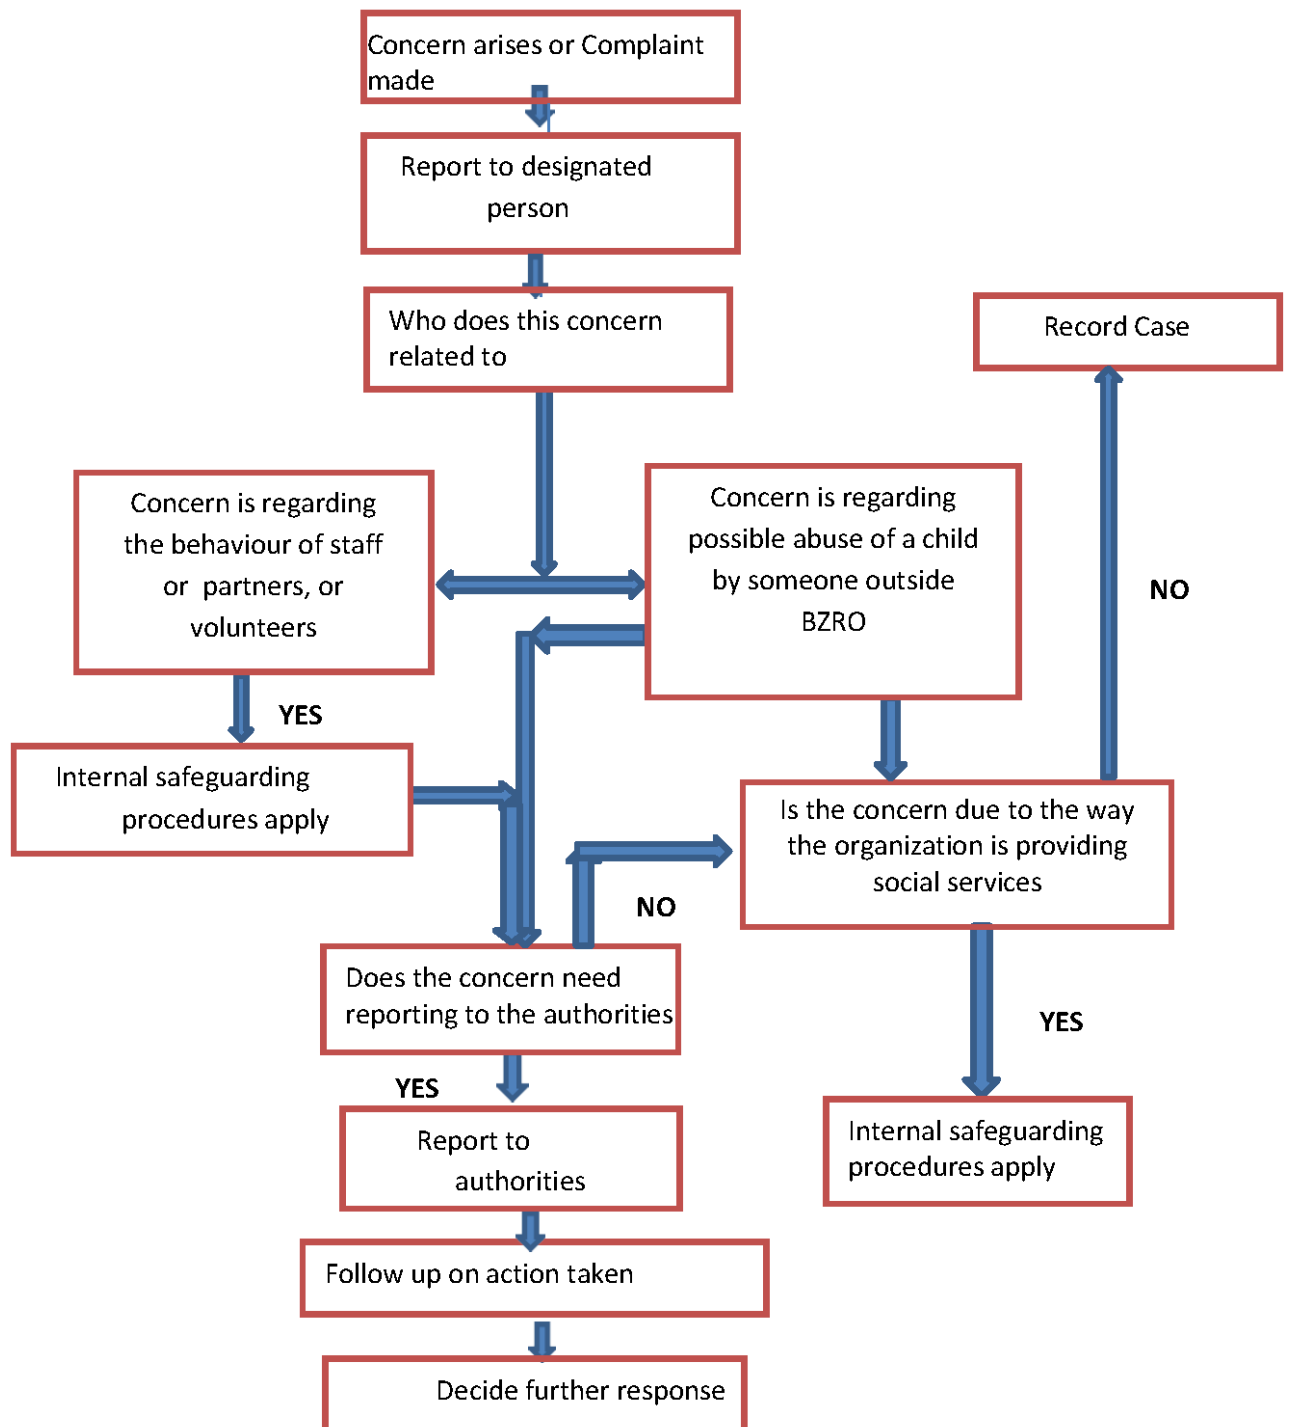 Concern arises or Complaint
made
Report to designated
person
Who does this concern
related to
Record Case
Concern is regarding
the behaviour of staff
or partners, or
volunteers
Concern is regarding
possible abuse of a child
by someone outside
BZRO
NO
YES
Internal safeguarding
procedures apply
Is the concern due to the way
the organization is providing
social services
NO
Does the concern need
reporting to the authorities
YES
YES
Report to
authorities
Internal safeguarding
procedures apply
Follow up on action taken
Decide further response